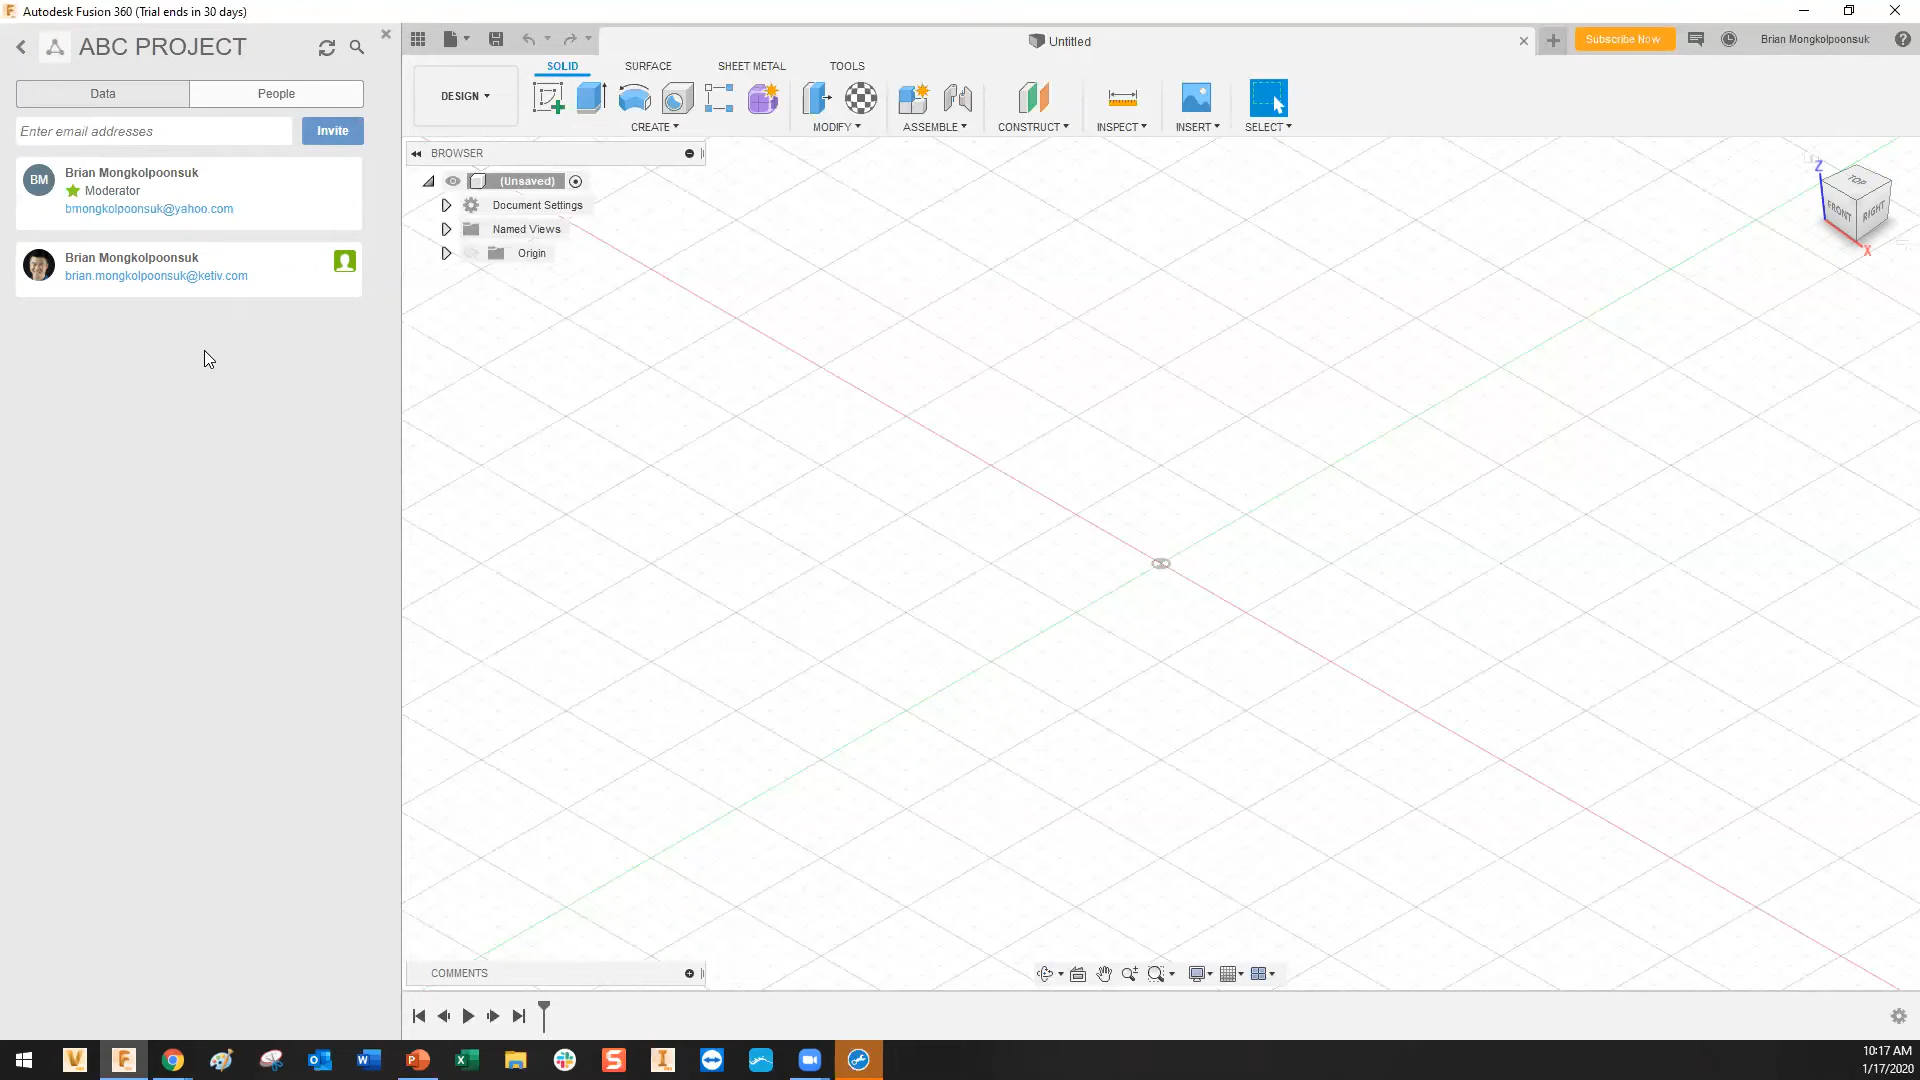 Autodesk Fusion 360 (Trial ends in 30 days)
ABC PROJECT
Data
People
Enter email addresses
Invite
BM
Brian Mongkolpoonsuk
Moderator
bmongkolpoonsuk@yahoo.com
Brian Mongkolpoonsuk
brian.mongkolpoonsuk@ketiv.com
Untitled
Subscribe Now
Brian Mongkolpoonsuk
DESIGN
SOLID
SURFACE
SHEET METAL
TOOLS
CREATE
MODIFY
ASSEMBLE
CONSTRUCT
INSPECT
INSERT
SELECT
BROWSER
(Unsaved)
Document Settings
Named Views
Origin
Z
TOP
FRONT
RIGHT
X
COMMENTS
10:17 AM
1/17/2020